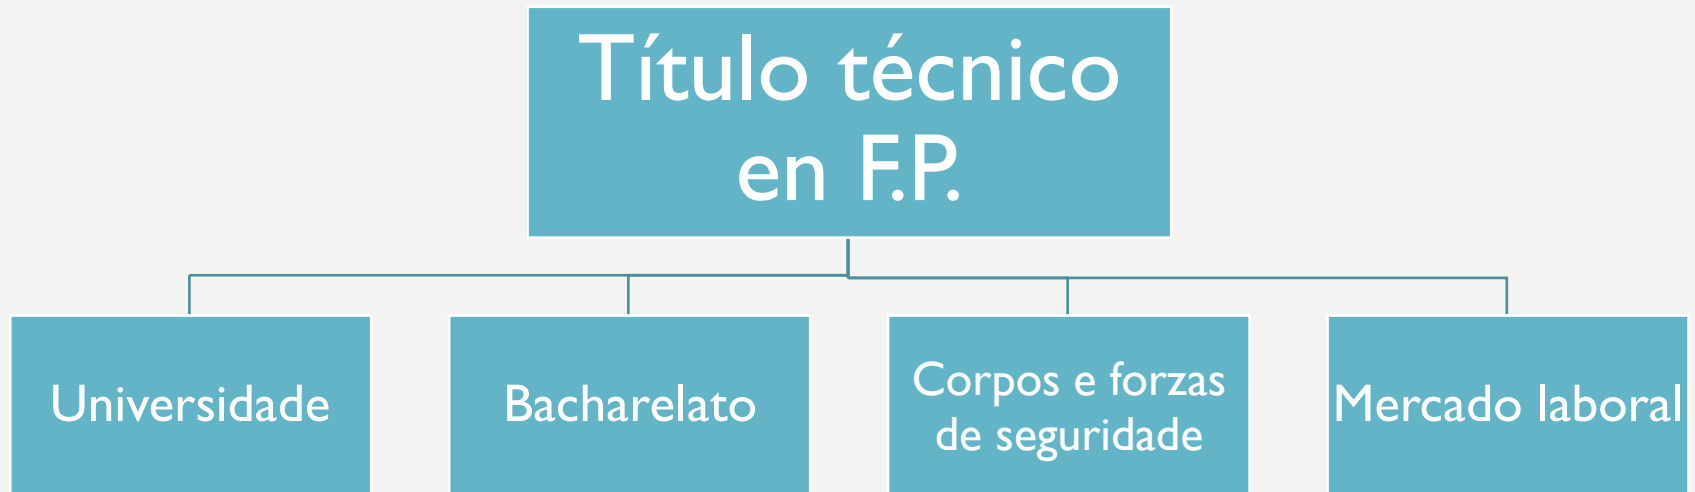 Título técnico
en F.P.
Universidade
Bacharelato
Corpos e forzas
de seguridade
Mercado laboral